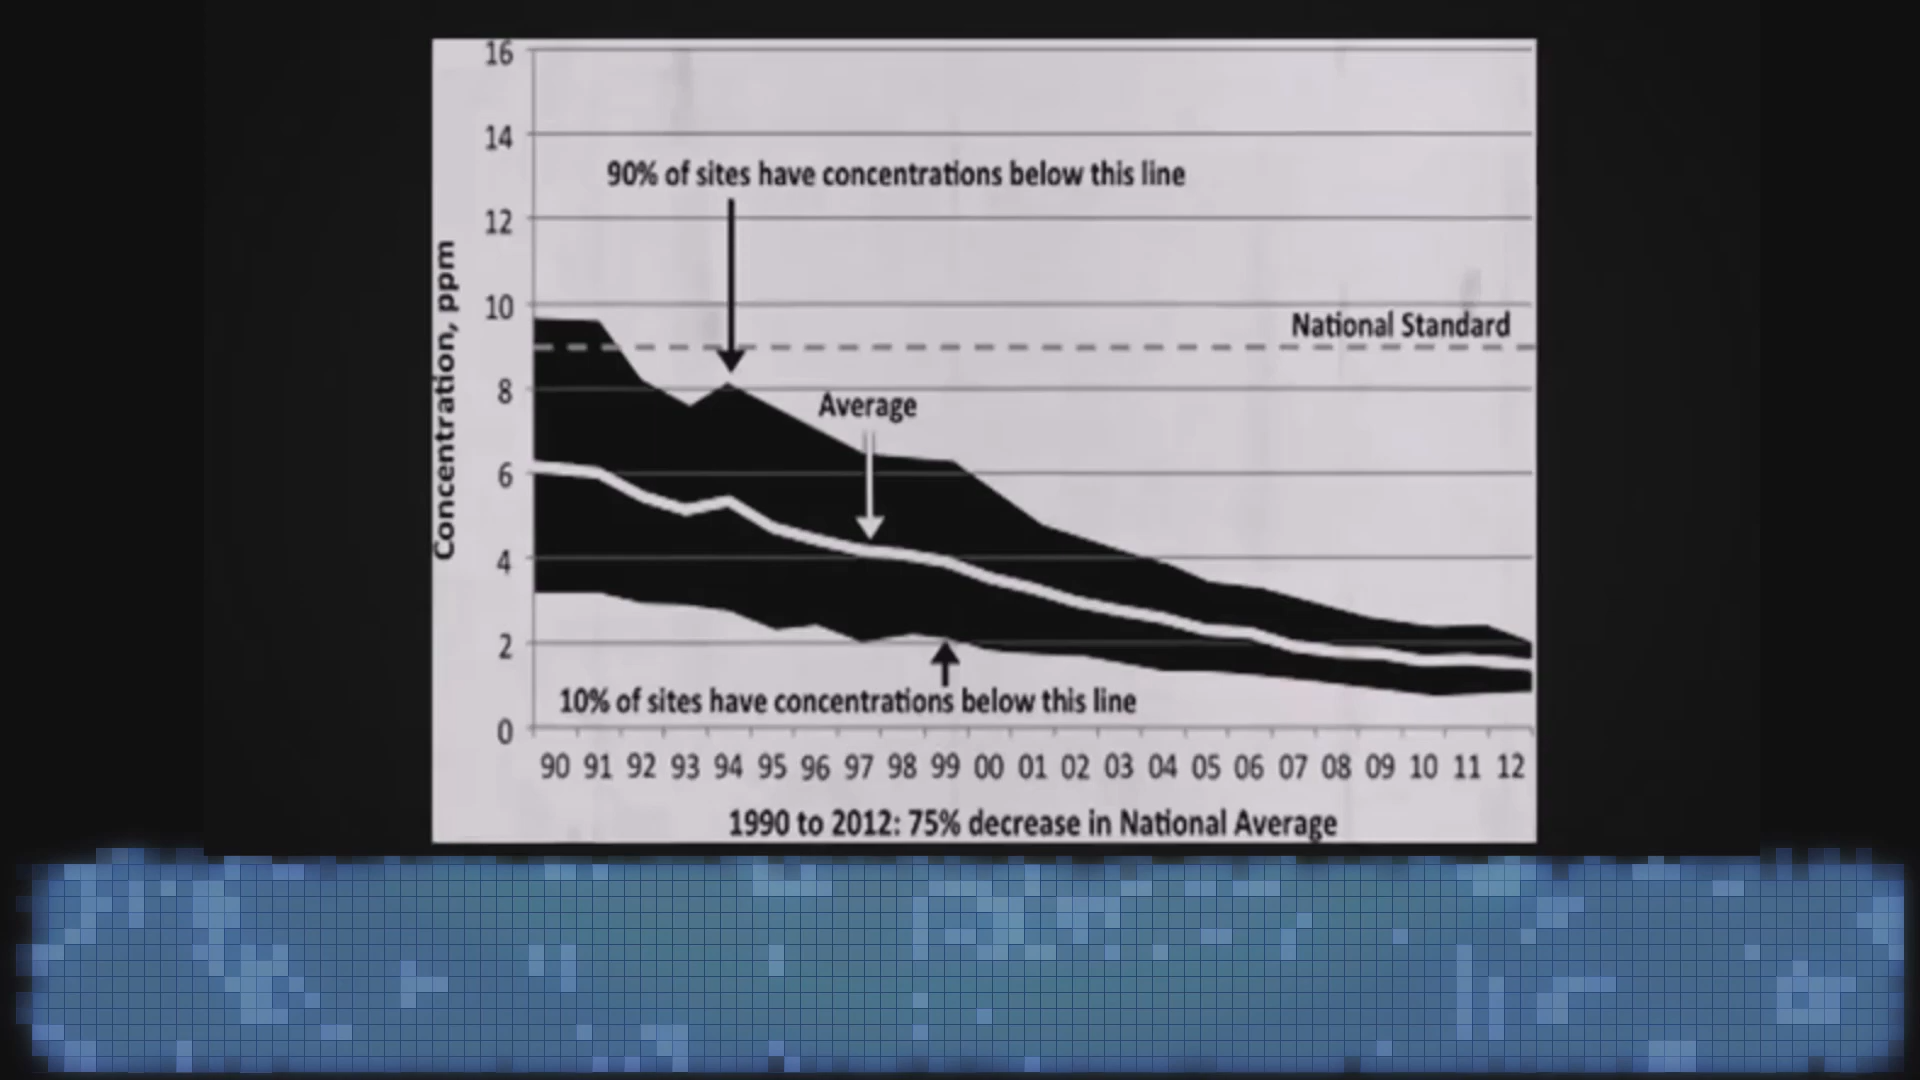 16
14
90% of sites have concentrations below this line
12
10
National Standard
8
Average
6
4
2
10% of sites have concentrations below this line
0
Concentration, ppm
90 91 92 93 94 95 96 97 98 99 00 01 02 03 04 05 06 07 08 09 10 11 12
1990 to 2012: 75% decrease in National Average